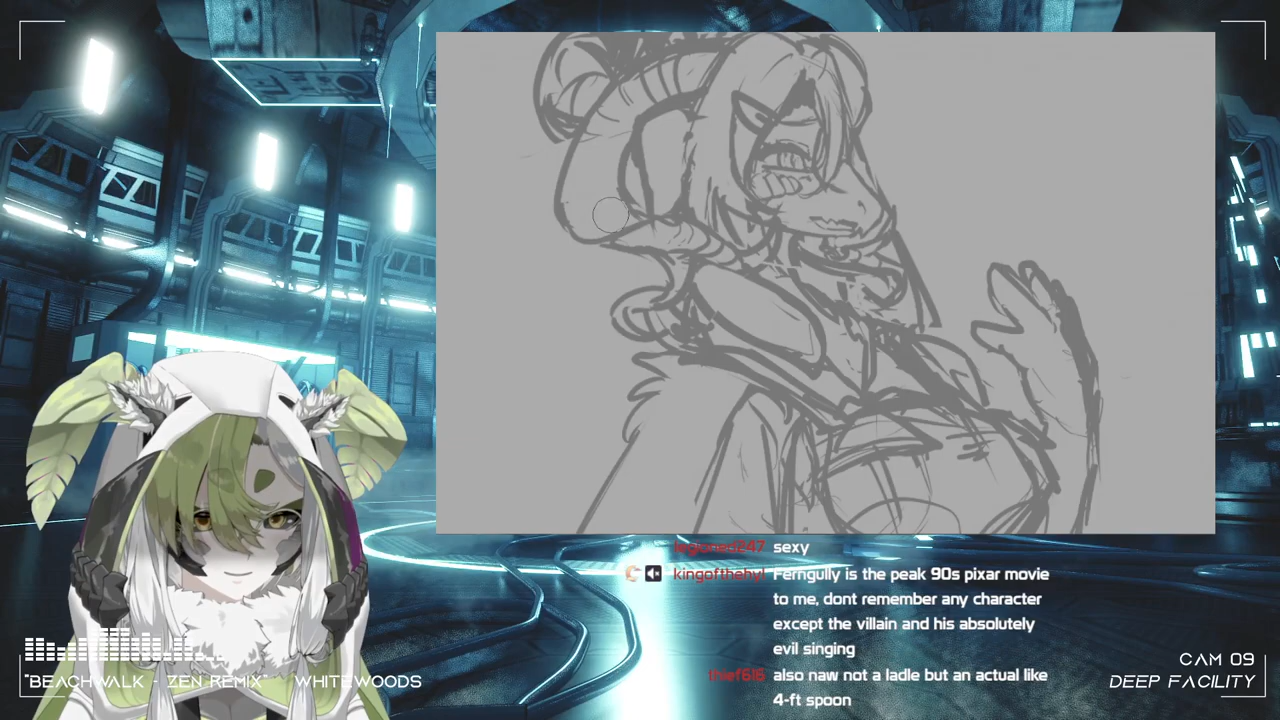 legioned247 sexy
kingofthehyl Ferngully is the peak 90s pixar movie
to me, dont remember any character
except the villain and his absolutely
evil singing
thief616 also naw not a ladle but an actual like
4-ft spoon
"BEACHWALK - ZEN REMIX" WHITEWOODS
CAM 09
DEEP FACILITY